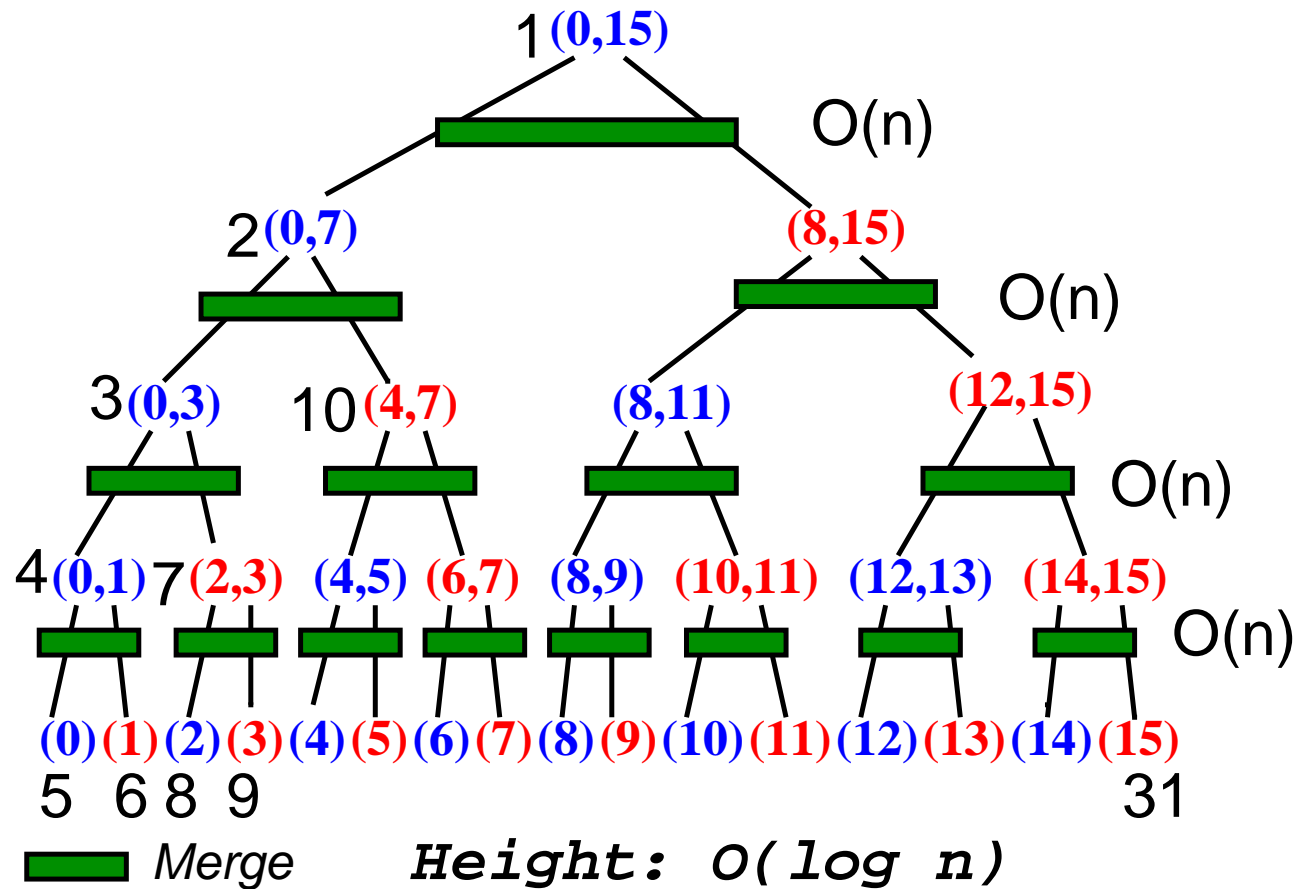 1 (0,15)
O(n)
2 (0,7) (8,15)
O(n)
3 (0,3) 10 (4,7) (8,11) (12,15)
O(n)
4 (0,1) 7 (2,3) (4,5) (6,7) (8,9) (10,11) (12,13) (14,15)
O(n)
(0) (1) (2) (3) (4) (5) (6) (7) (8) (9) (10) (11) (12) (13) (14) (15)
5 6 8 9 31
Merge Height: O(log n)